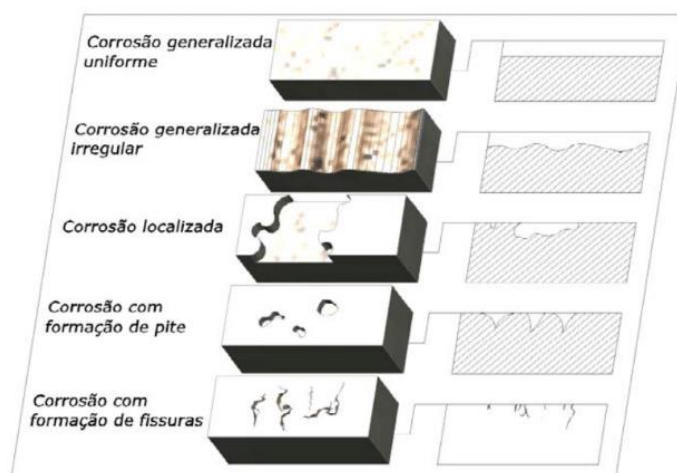 Corrosão generalizada
uniforme
Corrosão generalizada
irregular
Corrosão localizada
Corrosão com
formação de pite
Corrosão com
formação de fissuras